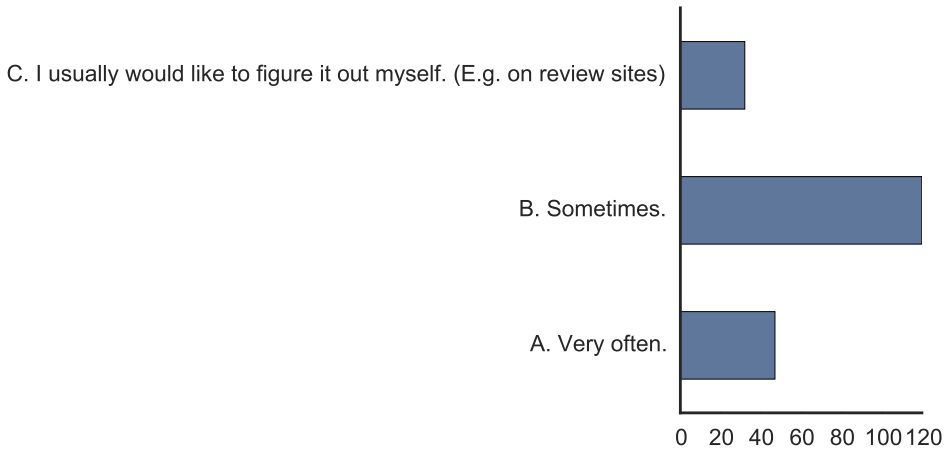 C. I usually would like to figure it out myself. (E.g. on review sites)
B. Sometimes.
A. Very often.
0 20 40 60 80 100 120